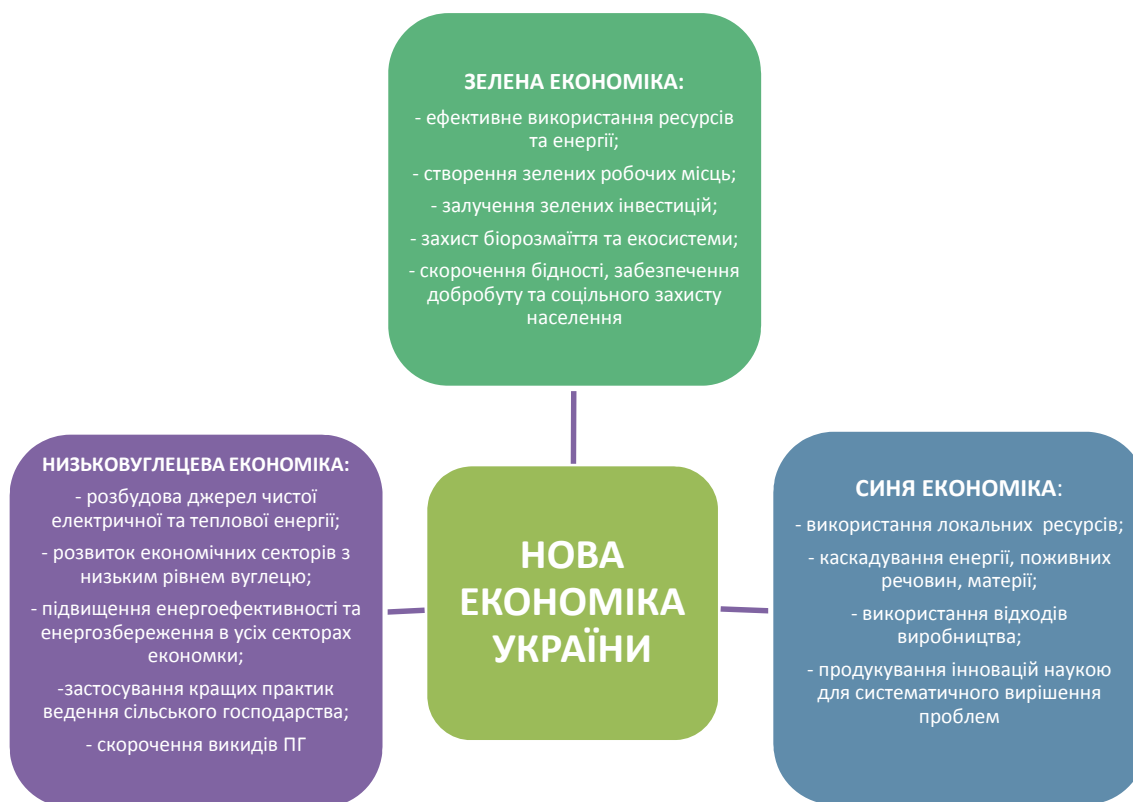 ЗЕЛЕНА ЕКОНОМІКА:
- ефективне використання ресурсів
та енергії;
- створення зелених робочих місць;
- залучення зелених інвестицій;
- захист біорозмаїття та екосистеми;
- скорочення бідності, забезпечення
добробуту та соцільного захисту
населення
НИЗЬКОВУГЛЕЦЕВА ЕКОНОМІКА:
- розбудова джерел чистої
електричної та теплової енергії;
- розвиток економічних секторів з
низьким рівнем вуглецю;
- підвищення енергоефективності та
енергозбереження в усіх секторах
економки;
-застосування кращих практик
ведення сільського господарства;
- скорочення викидів ПГ
НОВА
ЕКОНОМІКА
УКРАЇНИ
СИНЯ ЕКОНОМІКА:
- використання локальних ресурсів;
- каскадування енергії, поживних
речовин, матерії;
- використання відходів
виробництва;
- продукування інновацій наукою
для систематичного вирішення
проблем